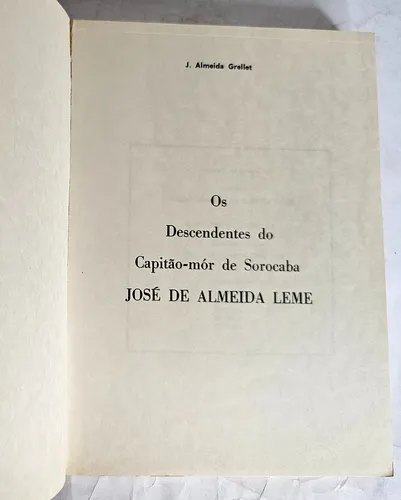 J. Almeida Grellet
Os
Descendentes do
Capitão-mór de Sorocaba
JOSÉ DE ALMEIDA LEME